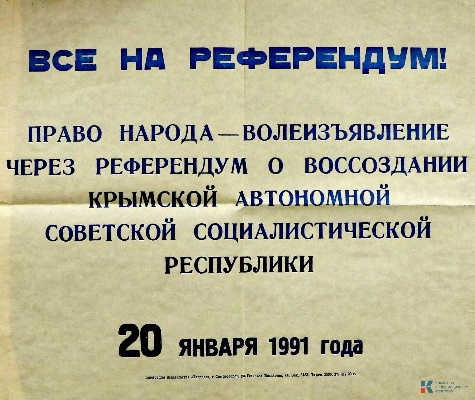 ВСЕ НА РЕФЕРЕНДУМ!
ПРАВО НАРОДА — ВОЛЕИЗЪЯВЛЕНИЕ
ЧЕРЕЗ РЕФЕРЕНДУМ О ВОССОЗДАНИИ
КРЫМСКОЙ АВТОНОМНОЙ
СОВЕТСКОЙ СОЦИАЛИСТИЧЕСКОЙ
РЕСПУБЛИКИ
20 ЯНВАРЯ 1991 года